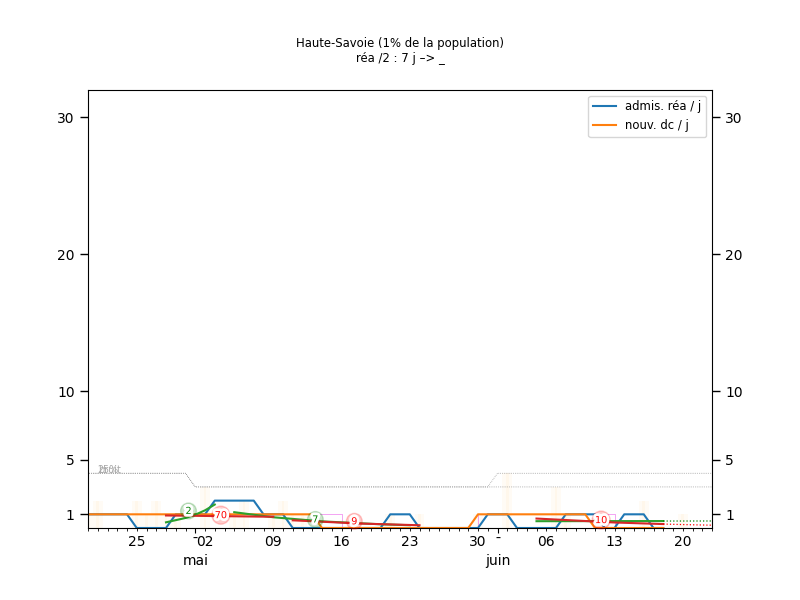 Haute-Savoie (1% de la population)
réa /2 : 7 j –> _
admis. réa / j
nouv. dc / j
30 30
20 20
10 10
5 5
1 1
2 70 7 9 10
25 02 09 16 23 30 06 13 20
mai juin